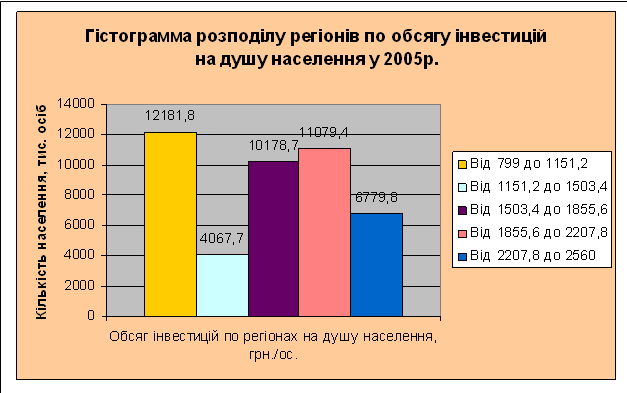 Гістограмма розподілу регіонів по обсягу інвестицій
на душу населення у 2005р.
Кількість населення, тис. осіб
14000
12000
10000
8000
6000
4000
2000
0
12181,8
4067,7
10178,7
11079,4
6779,8
Обсяг інвестицій по регіонах на душу населення,
грн./ос.
Від 799 до 1151,2
Від 1151,2 до 1503,4
Від 1503,4 до 1855,6
Від 1855,6 до 2207,8
Від 2207,8 до 2560